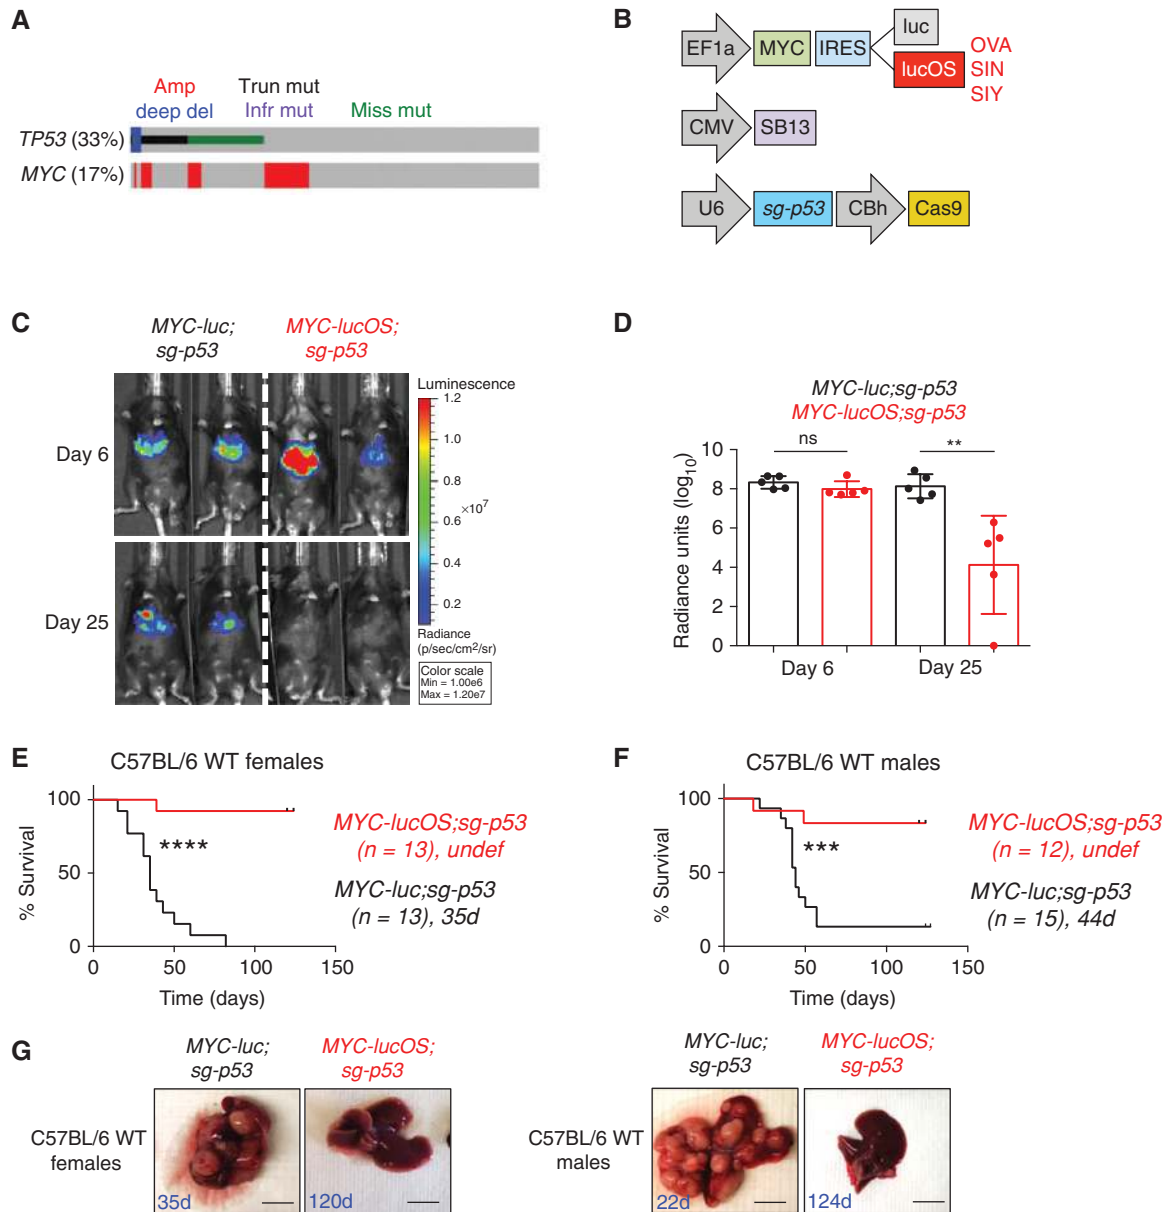 A
Amp
Trun mut
deep del
Infr mut
Miss mut
TP53 (33%)
MYC (17%)
B
EF1a
MYC
IRES
luc
lucOS
OVA
SIN
SIY
CMV
SB13
U6
sg-p53
CBh
Cas9
C
MYC-luc;
sg-p53
MYC-lucOS;
sg-p53
Day 6
Day 25
Luminescence
1.2
1.0
0.8
×10⁷
0.6
0.4
0.2
Radiance
(p/sec/cm²/sr)
Color scale
Min = 1.00e6
Max = 1.20e7
D
MYC-luc;sg-p53
MYC-lucOS;sg-p53
ns
**
Radiance units (log₁₀)
10
8
6
4
2
0
Day 6
Day 25
E
C57BL/6 WT females
% Survival
100
50
0
****
MYC-lucOS;sg-p53
(n = 13), undef
MYC-luc;sg-p53
(n = 13), 35d
0
50
100
150
Time (days)
F
C57BL/6 WT males
% Survival
100
50
0
***
MYC-lucOS;sg-p53
(n = 12), undef
MYC-luc;sg-p53
(n = 15), 44d
0
50
100
150
Time (days)
G
MYC-luc;
sg-p53
MYC-lucOS;
sg-p53
C57BL/6 WT
females
35d
120d
MYC-luc;
sg-p53
MYC-lucOS;
sg-p53
C57BL/6 WT
males
22d
124d